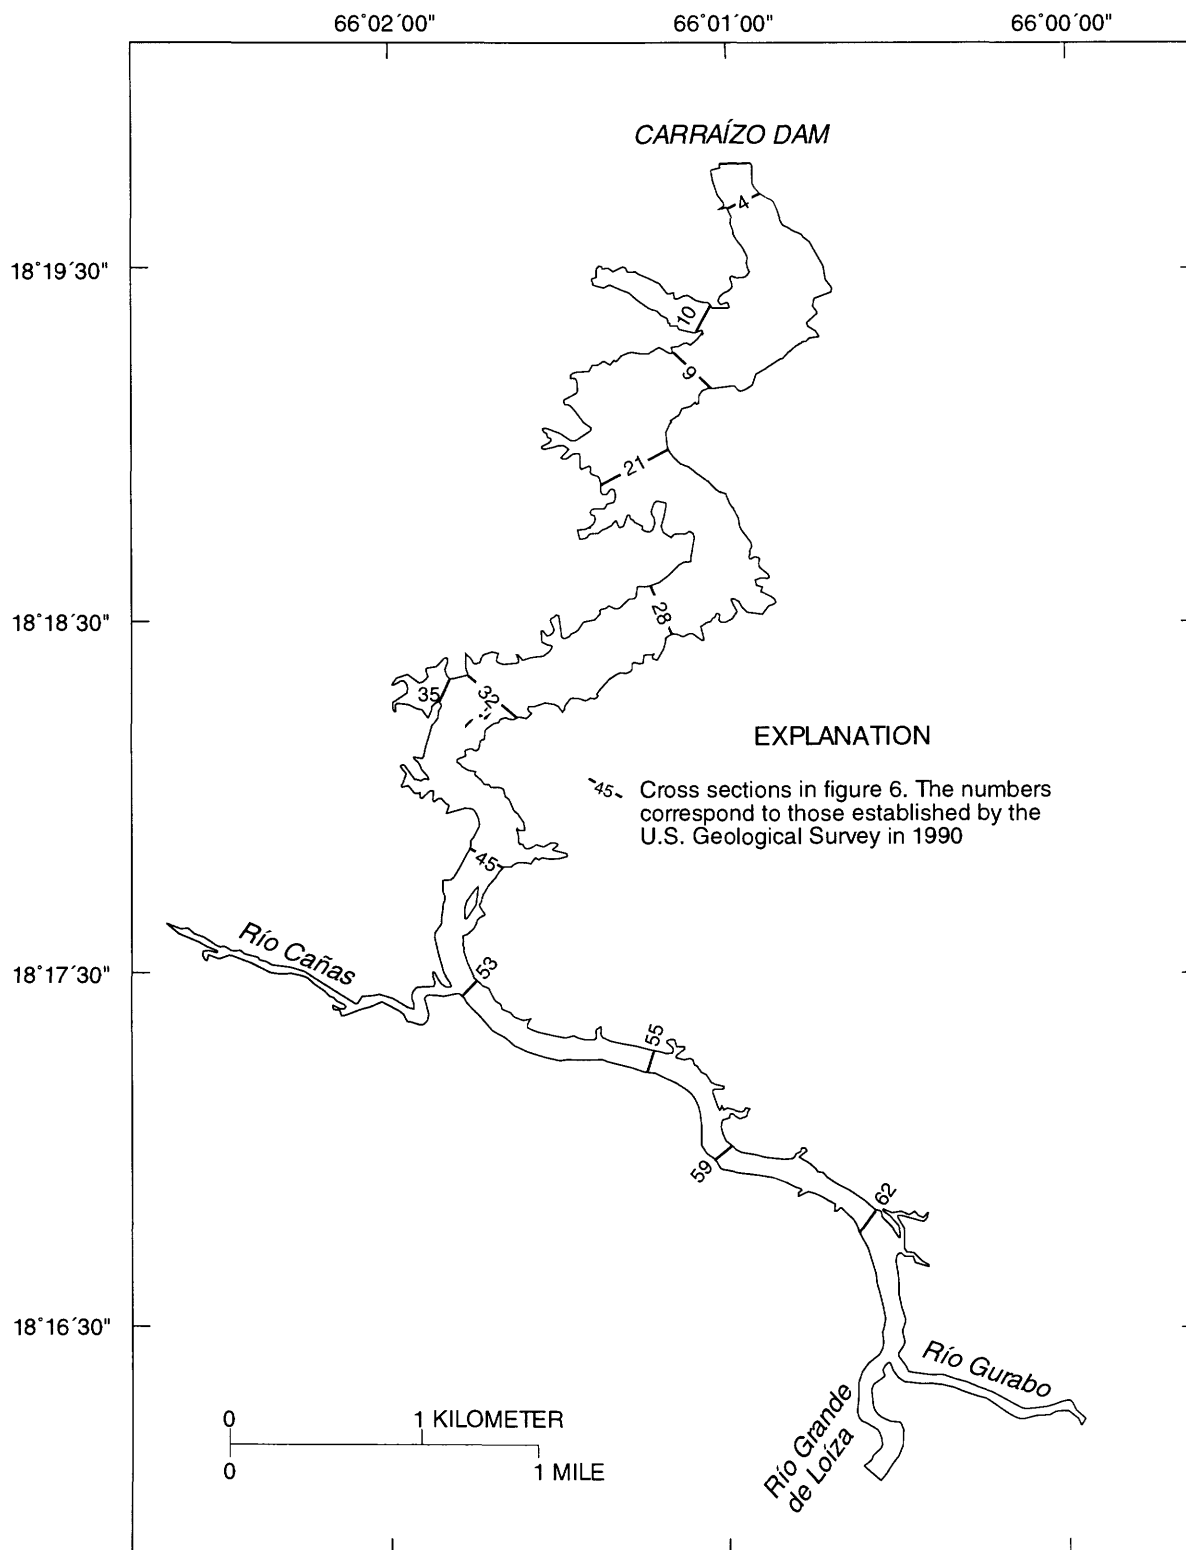 66°02'00"
66°01'00"
66°00'00"
CARRAÍZO DAM
4
18°19'30"
10
9
21
18°18'30"
28
35
32
EXPLANATION
-45- Cross sections in figure 6. The numbers
correspond to those established by the
U.S. Geological Survey in 1990
45
Río Cañas
18°17'30"
53
55
59
62
18°16'30"
Río Gurabo
Río Grande
de Loíza
0
1 KILOMETER
0
1 MILE